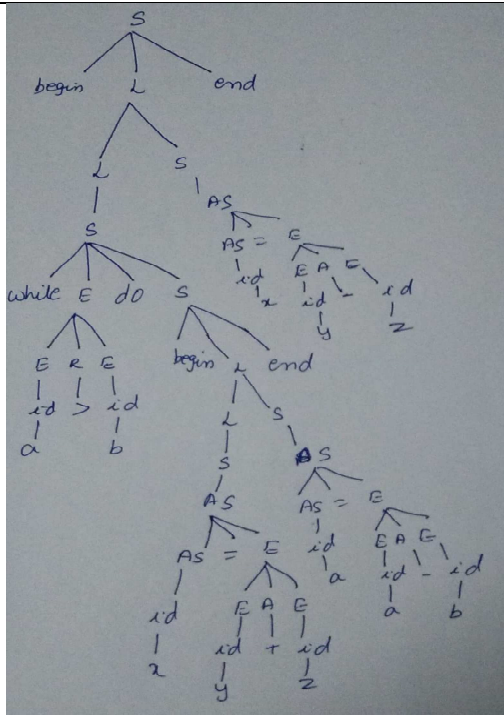 S
begin L end
L S
S AS
AS = E
while E do S id E A E
x id - id
y z
E R E begin L end
id > id L S
a b S AS
AS AS = E
AS = E id E A E
a id - id
id E A E a b
x id + id
y z